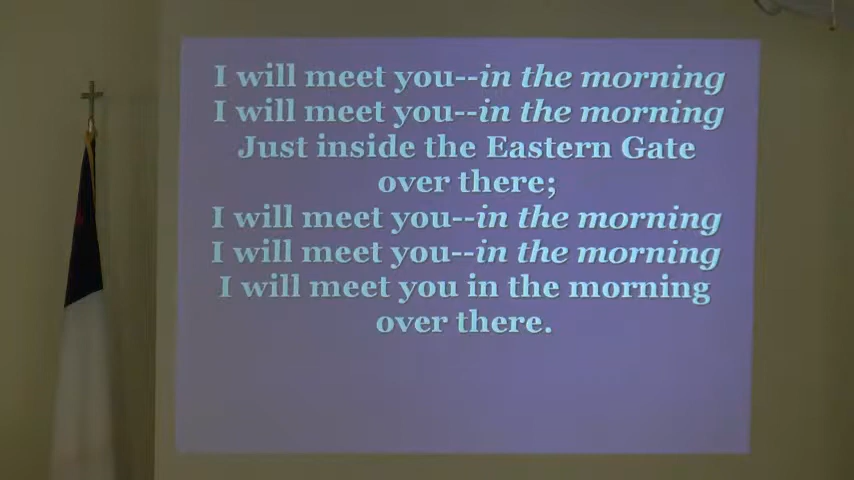 I will meet you--in the morning
I will meet you--in the morning
Just inside the Eastern Gate
over there;
I will meet you--in the morning
I will meet you--in the morning
I will meet you in the morning
over there.